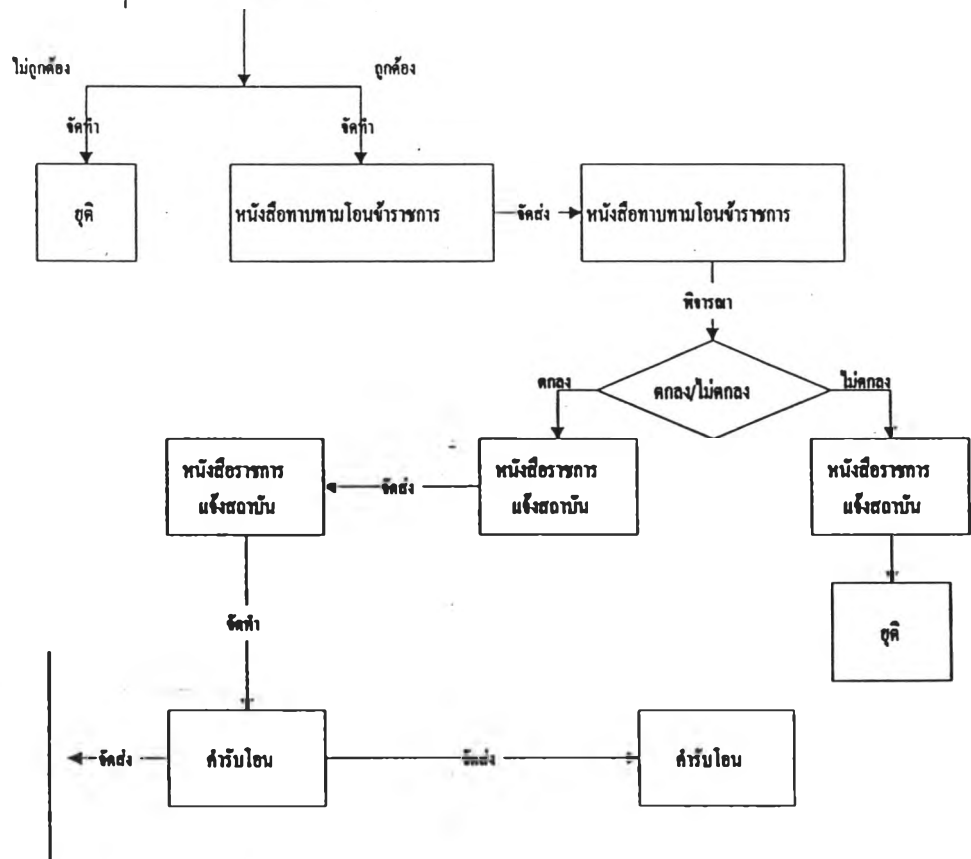 ไม่ถูกต้อง
ถูกต้อง
จัดทำ
จัดทำ
ยุติ
หนังสือทาบทามโอนข้าราชการ
จัดส่ง
หนังสือทาบทามโอนข้าราชการ
พิจารณา
ตกลง
ตกลง/ไม่ตกลง
ไม่ตกลง
หนังสือราชการ
แจ้งสถาบัน
จัดส่ง
หนังสือราชการ
แจ้งสถาบัน
หนังสือราชการ
แจ้งสถาบัน
จัดทำ
ยุติ
จัดส่ง
คำรับโอน
จัดส่ง
คำรับโอน